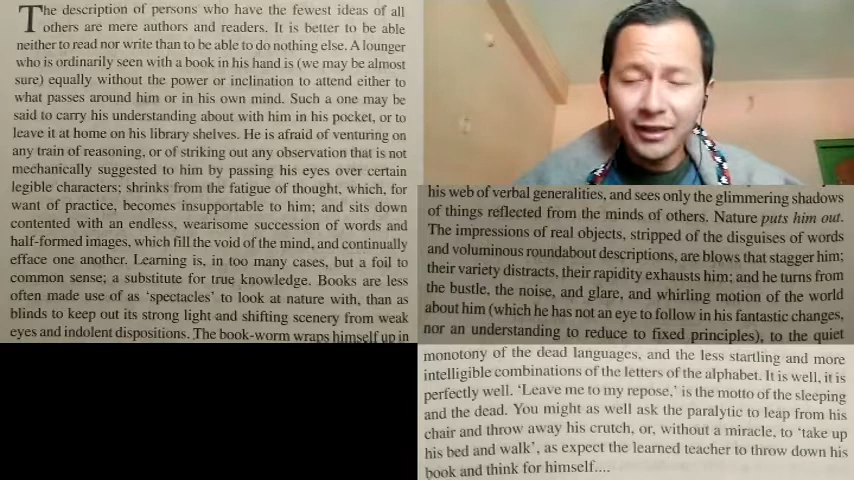 The description of persons who have the fewest ideas of all
others are mere authors and readers. It is better to be able
neither to read nor write than to be able to do nothing else. A lounger
who is ordinarily seen with a book in his hand is (we may be almost
sure) equally without the power or inclination to attend either to
what passes around him or in his own mind. Such a one may be
said to carry his understanding about with him in his pocket, or to
leave it at home on his library shelves. He is afraid of venturing on
any train of reasoning, or of striking out any observation that is not
mechanically suggested to him by passing his eyes over certain
legible characters; shrinks from the fatigue of thought, which, for
want of practice, becomes insupportable to him; and sits down
contented with an endless, wearisome succession of words and
half-formed images, which fill the void of the mind, and continually
efface one another. Learning is, in too many cases, but a foil to
common sense; a substitute for true knowledge. Books are less
often made use of as ‘spectacles’ to look at nature with, than as
blinds to keep out its strong light and shifting scenery from weak
eyes and indolent dispositions. The book-worm wraps himself up in
his web of verbal generalities, and sees only the glimmering shadows
of things reflected from the minds of others. Nature puts him out.
The impressions of real objects, stripped of the disguises of words
and voluminous roundabout descriptions, are blows that stagger him;
their variety distracts, their rapidity exhausts him; and he turns from
the bustle, the noise, and glare, and whirling motion of the world
about him (which he has not an eye to follow in his fantastic changes,
nor an understanding to reduce to fixed principles), to the quiet
monotony of the dead languages, and the less startling and more
intelligible combinations of the letters of the alphabet. It is well, it is
perfectly well. ‘Leave me to my repose,’ is the motto of the sleeping
and the dead. You might as well ask the paralytic to leap from his
chair and throw away his crutch, or, without a miracle, to ‘take up
his bed and walk’, as expect the learned teacher to throw down his
book and think for himself....